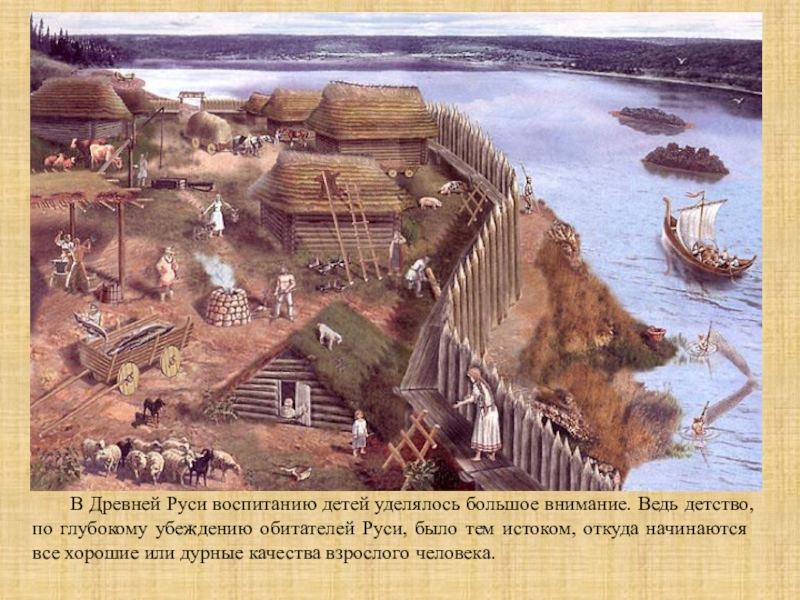 В Древней Руси воспитанию детей уделялось большое внимание. Ведь детство,
по глубокому убеждению обитателей Руси, было тем истоком, откуда начинаются
все хорошие или дурные качества взрослого человека.